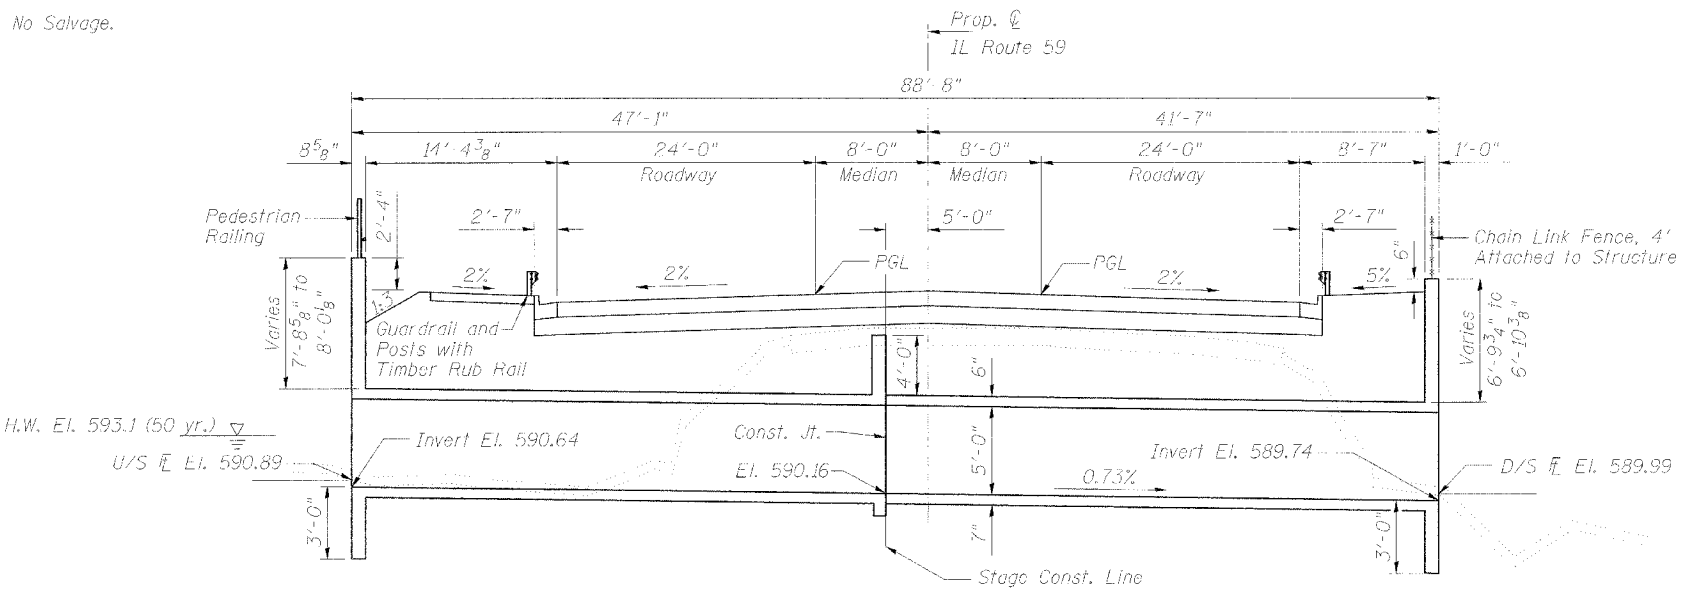 No Salvage.
Prop. ℄
IL Route 59
88'-8"
47'-1"
41'-7"
8⅝"
14'-4⅜"
24'-0"
8'-0"
8'-0"
24'-0"
8'-7"
1'-0"
Roadway
Median
Median
Roadway
Pedestrian
Railing
2'-4"
2'-7"
5'-0"
2'-7"
6"
Chain Link Fence, 4'
Attached to Structure
PGL
PGL
2%
2%
2%
5%
1:3
Varies
7'-8⅝" to
8'-0⅛"
Guardrail and
Posts with
Timber Rub Rail
4'-0"
6"
Varies
6'-9¾" to
6'-10⅜"
H.W. El. 593.1 (50 yr.)
Invert El. 590.64
Const. Jt.
5'-0"
Invert El. 589.74
U/S ℄ El. 590.89
El. 590.16
0.73%
D/S ℄ El. 589.99
3'-0"
7"
3'-0"
Stage Const. Line